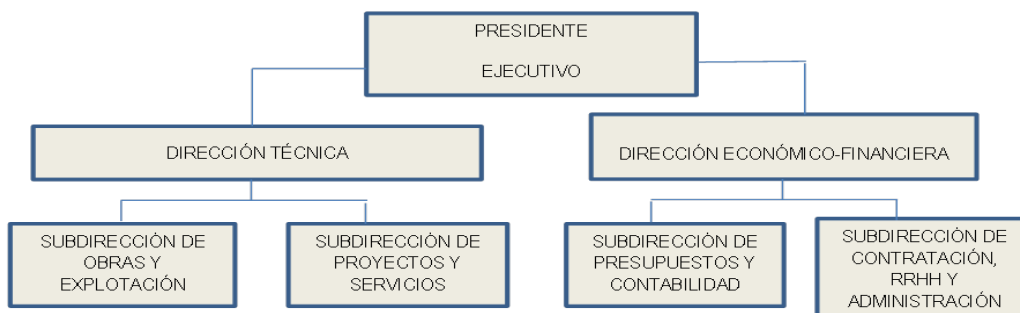 PRESIDENTE
EJECUTIVO
DIRECCIÓN TÉCNICA
DIRECCIÓN ECONÓMICO-FINANCIERA
SUBDIRECCIÓN DE
OBRAS Y
EXPLOTACIÓN
SUBDIRECCIÓN DE
PROYECTOS Y
SERVICIOS
SUBDIRECCIÓN DE
PRESUPUESTOS Y
CONTABILIDAD
SUBDIRECCIÓN DE
CONTRATACIÓN,
RRHH Y
ADMINISTRACIÓN